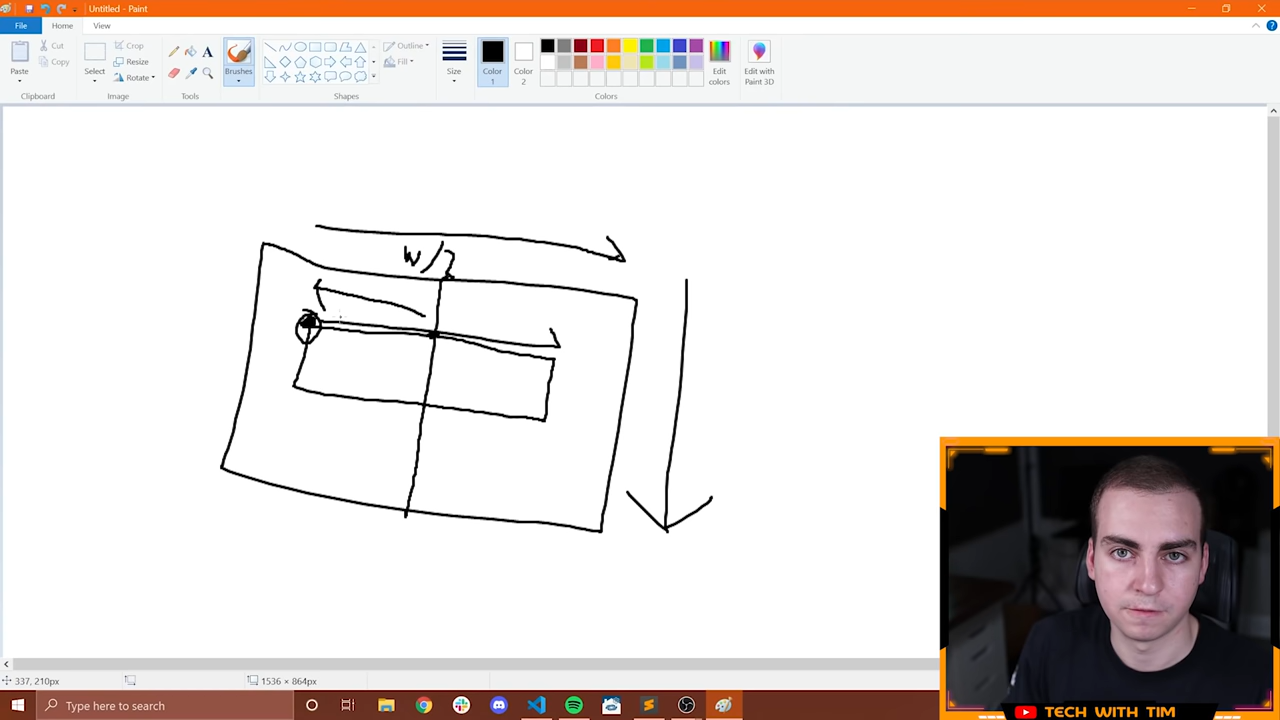 Untitled - Paint
File
Home
View
Paste
Cut
Copy
Clipboard
Select
Crop
Resize
Rotate
Image
A
Tools
Brushes
Outline
Fill
Shapes
Size
Color
1
Color
2
Edit
colors
Edit with
Paint 3D
Colors
W/2
337, 210px
1536 × 864px
Type here to search
TECH WITH TIM